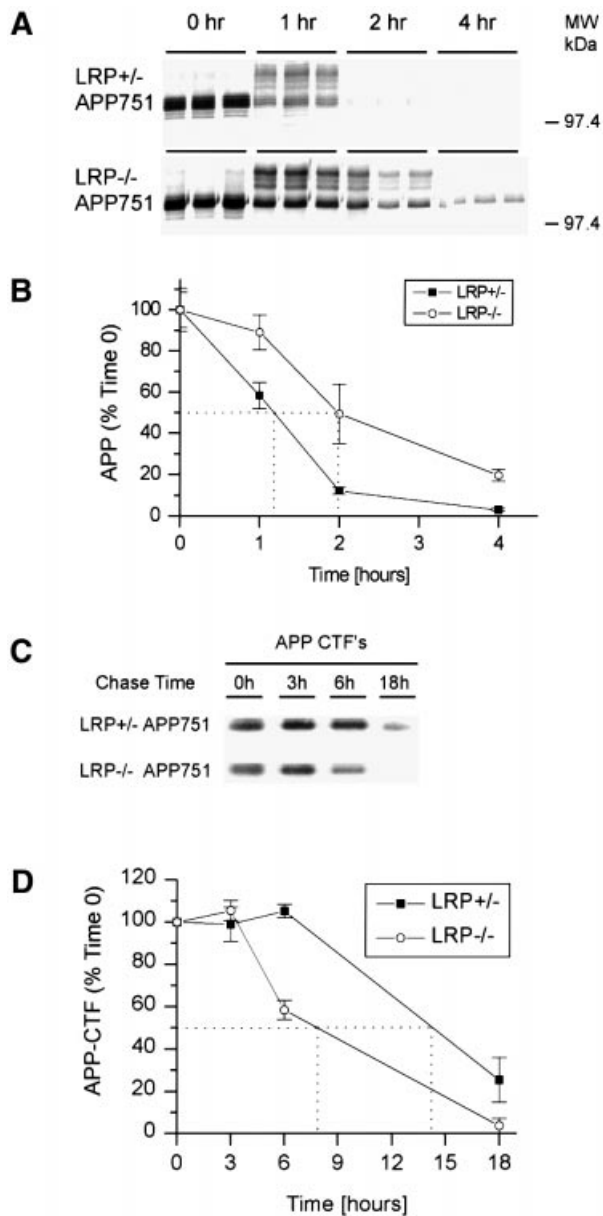 A
0 hr 1 hr 2 hr 4 hr MW
kDa
LRP+/-
APP751
– 97.4
LRP-/-
APP751
– 97.4
B
LRP+/-
LRP-/-
APP (% Time 0)
100
80
60
40
20
0
0 1 2 3 4
Time [hours]
C
APP CTF's
Chase Time 0h 3h 6h 18h
LRP+/- APP751
LRP-/- APP751
D
LRP+/-
LRP-/-
APP-CTF (% Time 0)
120
100
80
60
40
20
0
0 3 6 9 12 15 18
Time [hours]